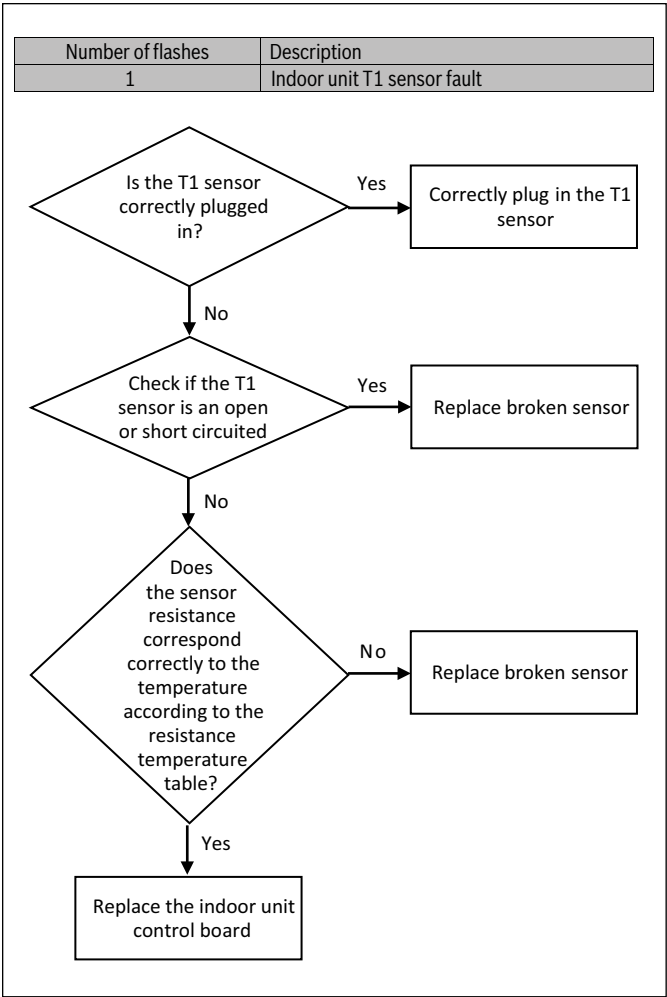 Number of flashes Description
1 Indoor unit T1 sensor fault
Is the T1 sensor
correctly plugged
in?
Yes
Correctly plug in the T1
sensor
No
Check if the T1
sensor is an open
or short circuited
Yes
Replace broken sensor
No
Does
the sensor
resistance
correspond
correctly to the
temperature
according to the
resistance
temperature
table?
No
Replace broken sensor
Yes
Replace the indoor unit
control board